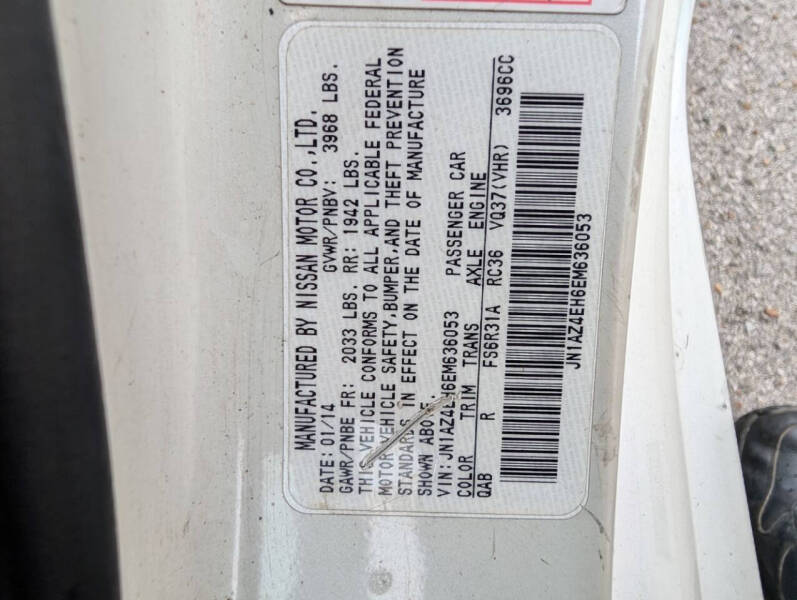 MANUFACTURED BY NISSAN MOTOR CO.,LTD.
DATE: 01/14 GVWR/PNBV: 3968 LBS.
GAWR/PNBE FR: 2033 LBS. RR: 1942 LBS.
THIS VEHICLE CONFORMS TO ALL APPLICABLE FEDERAL
MOTOR VEHICLE SAFETY,BUMPER,AND THEFT PREVENTION
STANDARDS IN EFFECT ON THE DATE OF MANUFACTURE
SHOWN ABOVE.
VIN:JN1AZ4EH6EM636053 PASSENGER CAR
COLOR TRIM TRANS AXLE ENGINE
QAB R FS6R31A RC36 VQ37(VHR) 3696CC
JN1AZ4EH6EM636053